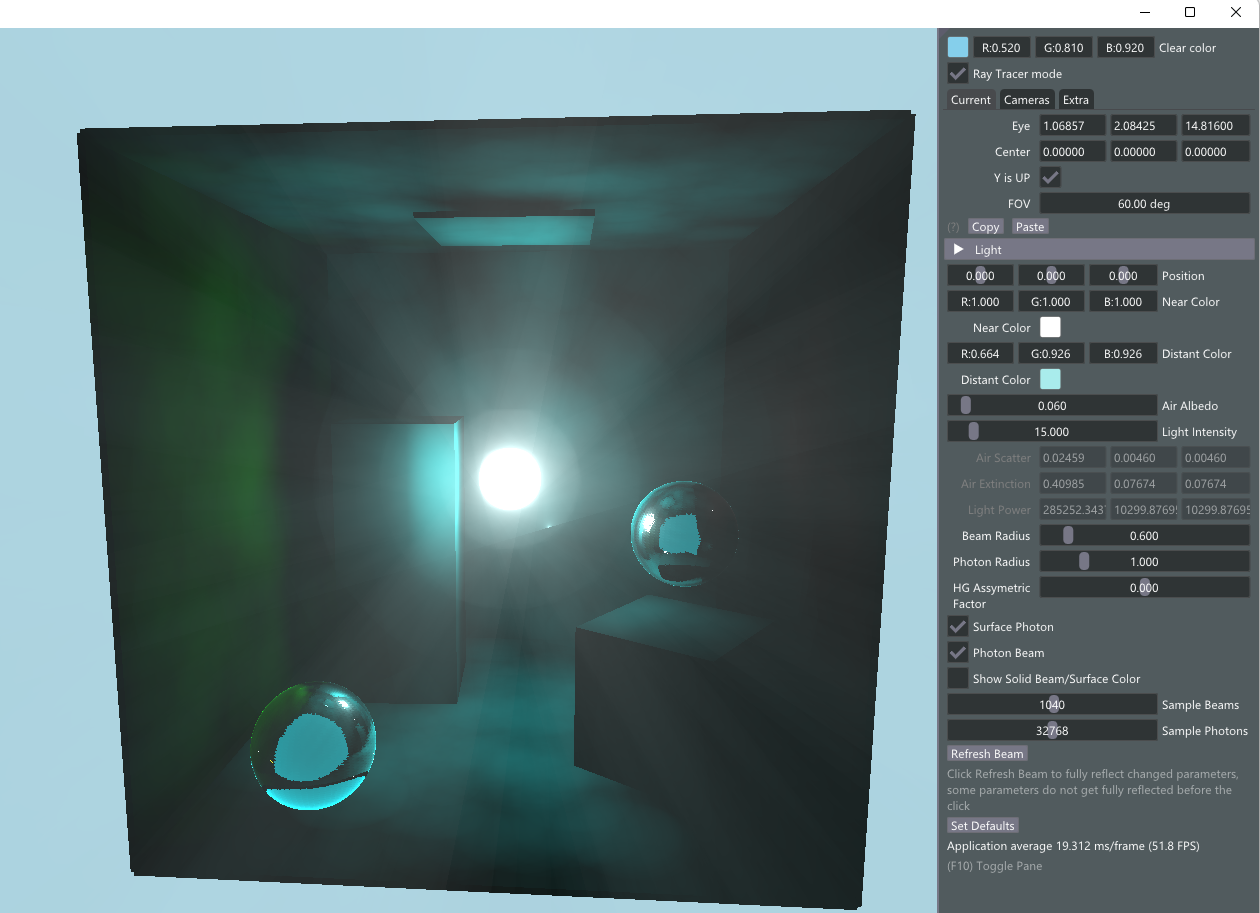 R:0.520 G:0.810 B:0.920 Clear color
Ray Tracer mode
Current Cameras Extra
Eye 1.06857 2.08425 14.81600
Center 0.00000 0.00000 0.00000
Y is UP
FOV 60.00 deg
(?) Copy Paste
Light
0.000 0.000 0.000 Position
R:1.000 G:1.000 B:1.000 Near Color
Near Color
R:0.664 G:0.926 B:0.926 Distant Color
Distant Color
0.060 Air Albedo
15.000 Light Intensity
Air Scatter 0.02459 0.00460 0.00460
Air Extinction 0.40985 0.07674 0.07674
Light Power 285252.343 10299.8769 10299.87695
Beam Radius 0.600
Photon Radius 1.000
HG Assymetric 0.000
Factor
Surface Photon
Photon Beam
Show Solid Beam/Surface Color
1040 Sample Beams
32768 Sample Photons
Refresh Beam
Click Refresh Beam to fully reflect changed parameters,
some parameters do not get fully reflected before the
click
Set Defaults
Application average 19.312 ms/frame (51.8 FPS)
(F10) Toggle Pane